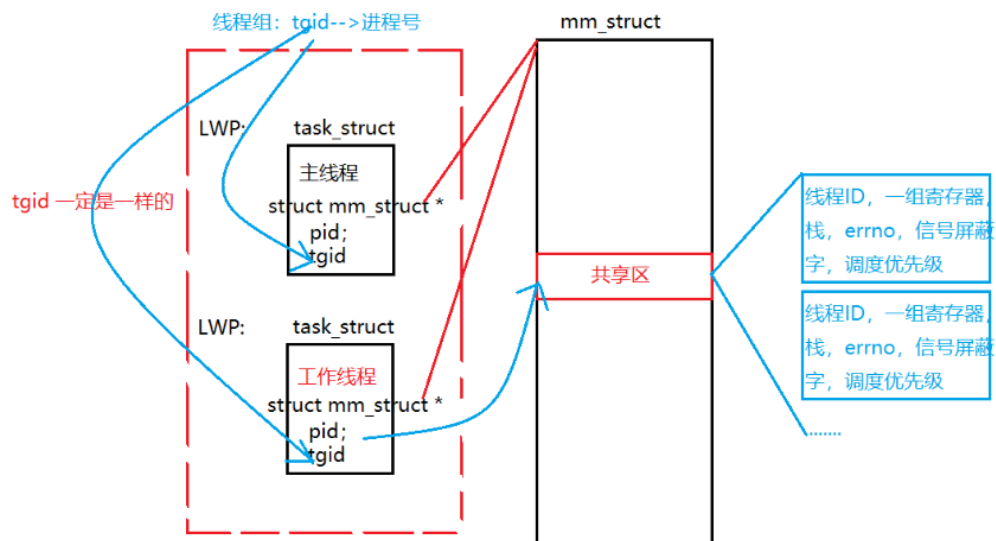 线程组：tgid-->进程号
mm_struct
LWP:
task_struct
主线程
struct mm_struct *
pid;
tgid
tgid 一定是一样的
共享区
线程ID，一组寄存器，
栈，errno，信号屏蔽
字，调度优先级
LWP:
task_struct
工作线程
struct mm_struct *
pid;
tgid
线程ID，一组寄存器，
栈，errno，信号屏蔽
字，调度优先级
.......